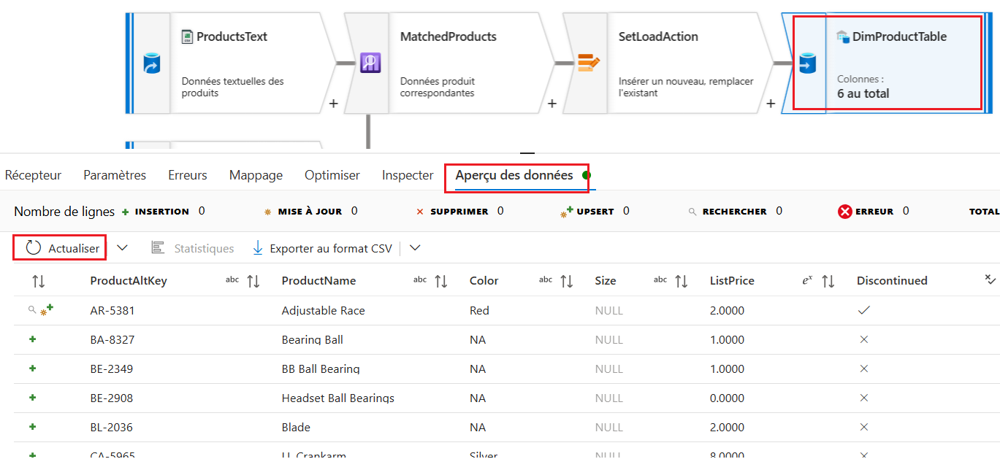 ProductsText
Données textuelles des
produits
MatchedProducts
Données produit
correspondantes
SetLoadAction
Insérer un nouveau, remplacer
l'existant
DimProductTable
Colonnes :
6 au total
+ + +
Récepteur Paramètres Erreurs Mappage Optimiser Inspecter Aperçu des données
Nombre de lignes + INSERTION 0 MISE À JOUR 0 SUPPRIMER 0 UPSERT 0 RECHERCHER 0 ERREUR 0 TOTAL
Actualiser Statistiques Exporter au format CSV
ProductAltKey abc ProductName abc Color abc Size abc ListPrice eˣ Discontinued
AR-5381 Adjustable Race Red NULL 2.0000
BA-8327 Bearing Ball NA NULL 1.0000
BE-2349 BB Ball Bearing NA NULL 1.0000
BE-2908 Headset Ball Bearings NA NULL 0.0000
BL-2036 Blade NA NULL 2.0000
CA-5965 LL Crankarm Silver NULL 8.0000